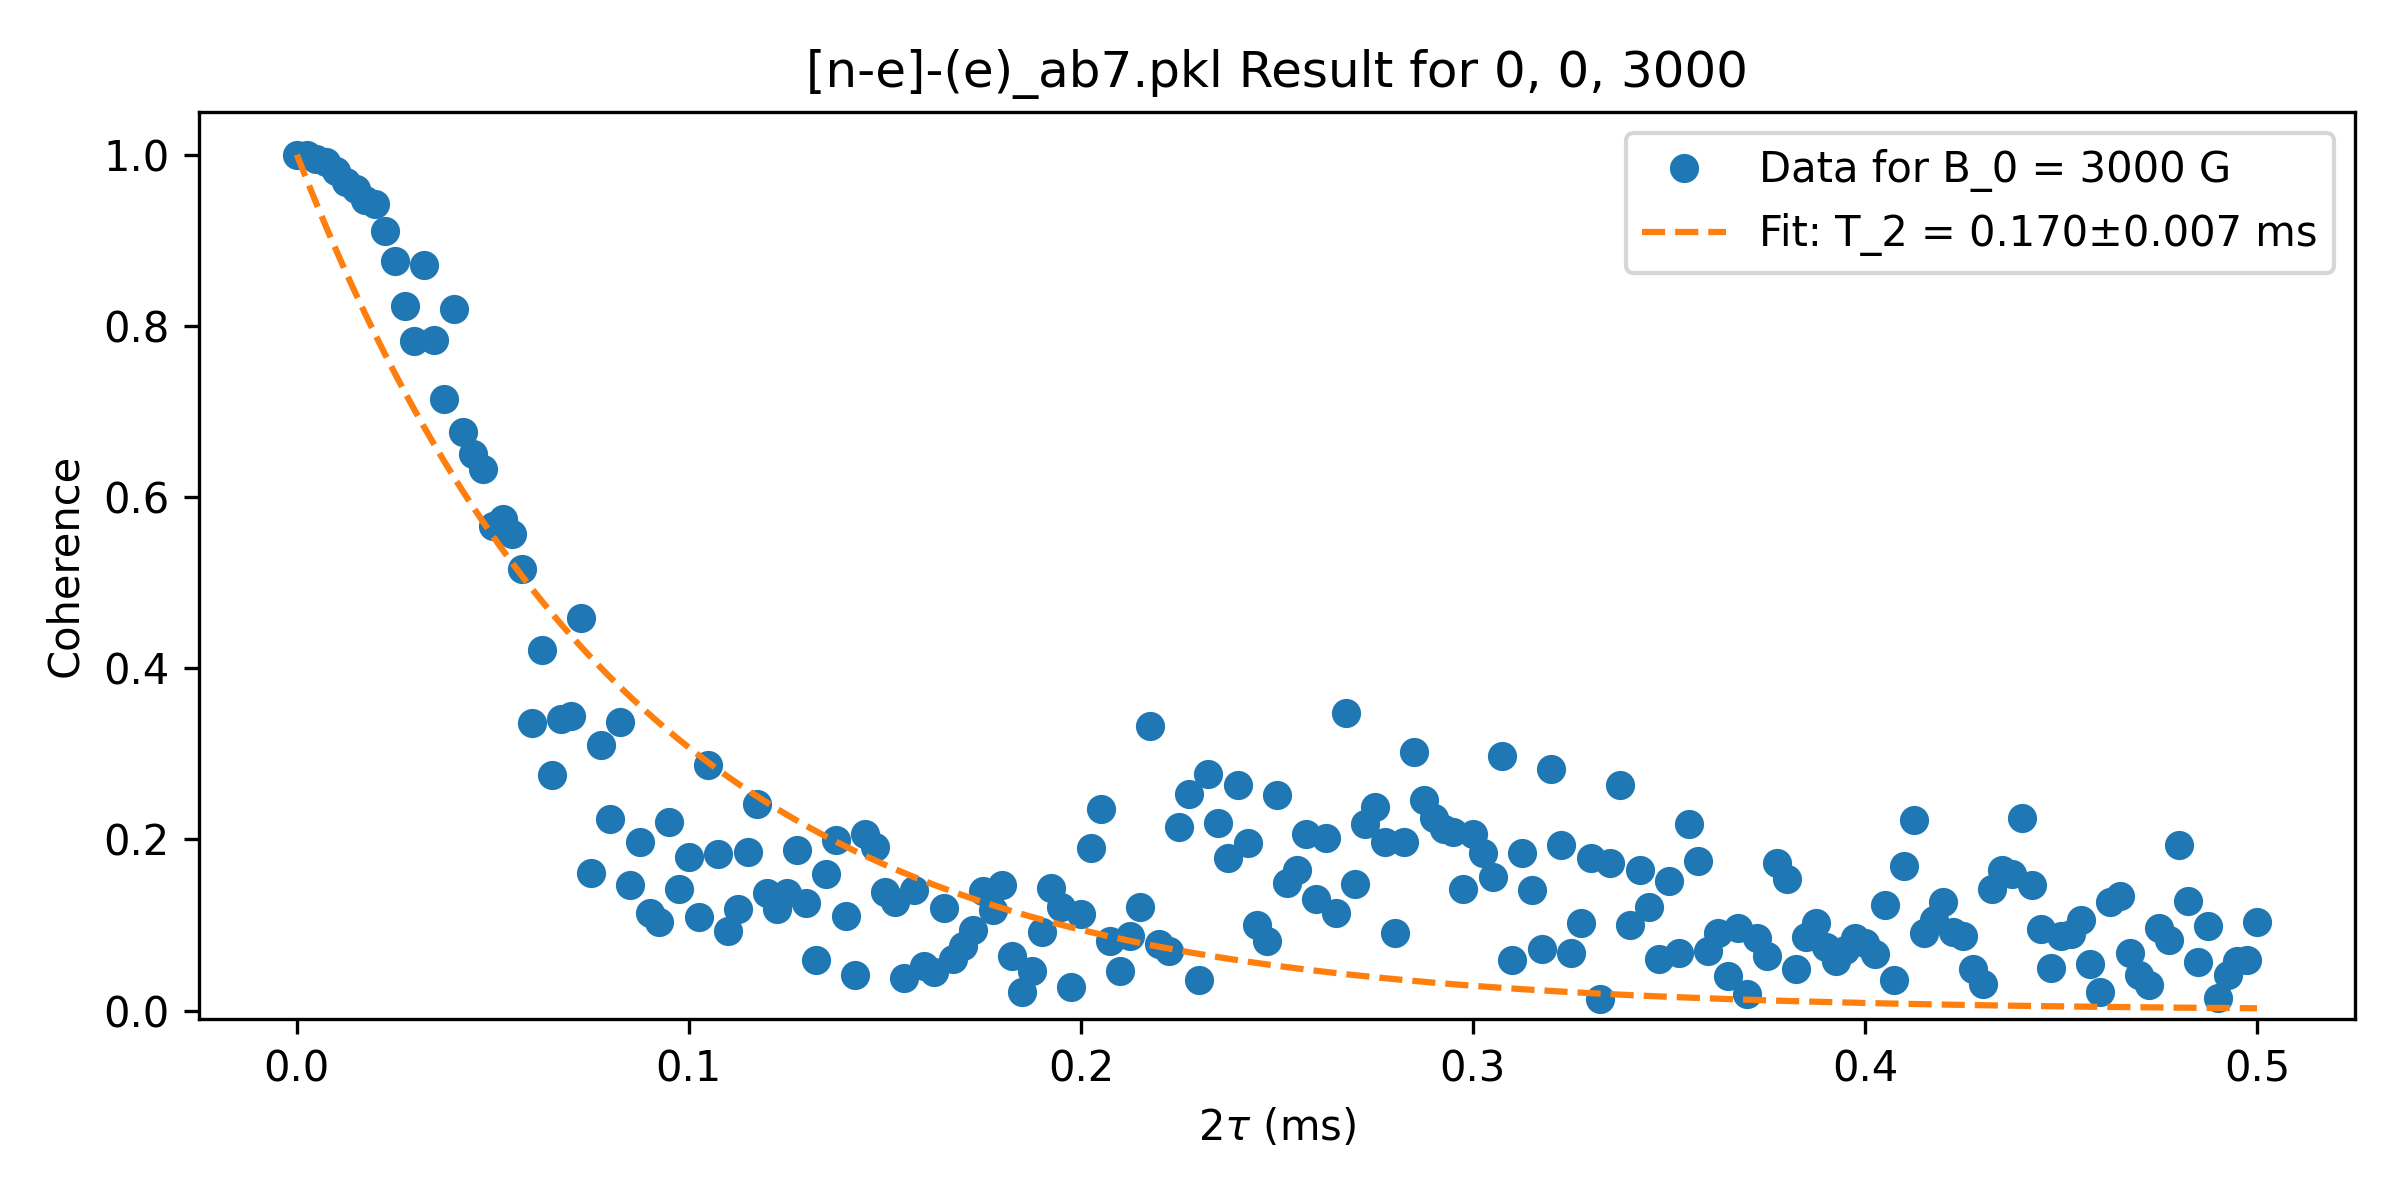 [n-e]-(e)_ab7.pkl Result for 0, 0, 3000
Data for B_0 = 3000 G
Fit: T_2 = 0.170±0.007 ms
1.0
0.8
0.6
0.4
0.2
0.0
Coherence
0.0 0.1 0.2 0.3 0.4 0.5
2τ (ms)